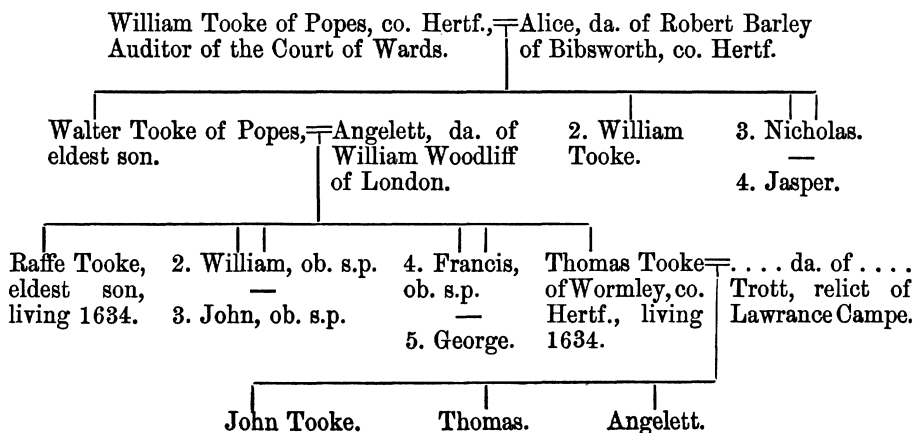 William Tooke of Popes, co. Hertf.,
Auditor of the Court of Wards.
Alice, da. of Robert Barley
of Bibsworth, co. Hertf.
Walter Tooke of Popes,
eldest son.
Angelett, da. of
William Woodliff
of London.
2. William
Tooke.
3. Nicholas.
—
4. Jasper.
Raffe Tooke,
eldest son,
living 1634.
2. William, ob. s.p.
—
3. John, ob. s.p.
4. Francis,
ob. s.p.
—
5. George.
Thomas Tooke
of Wormley, co.
Hertf., living
1634.
. . . . da. of . . . .
Trott, relict of
Lawrance Campe.
John Tooke.
Thomas.
Angelett.